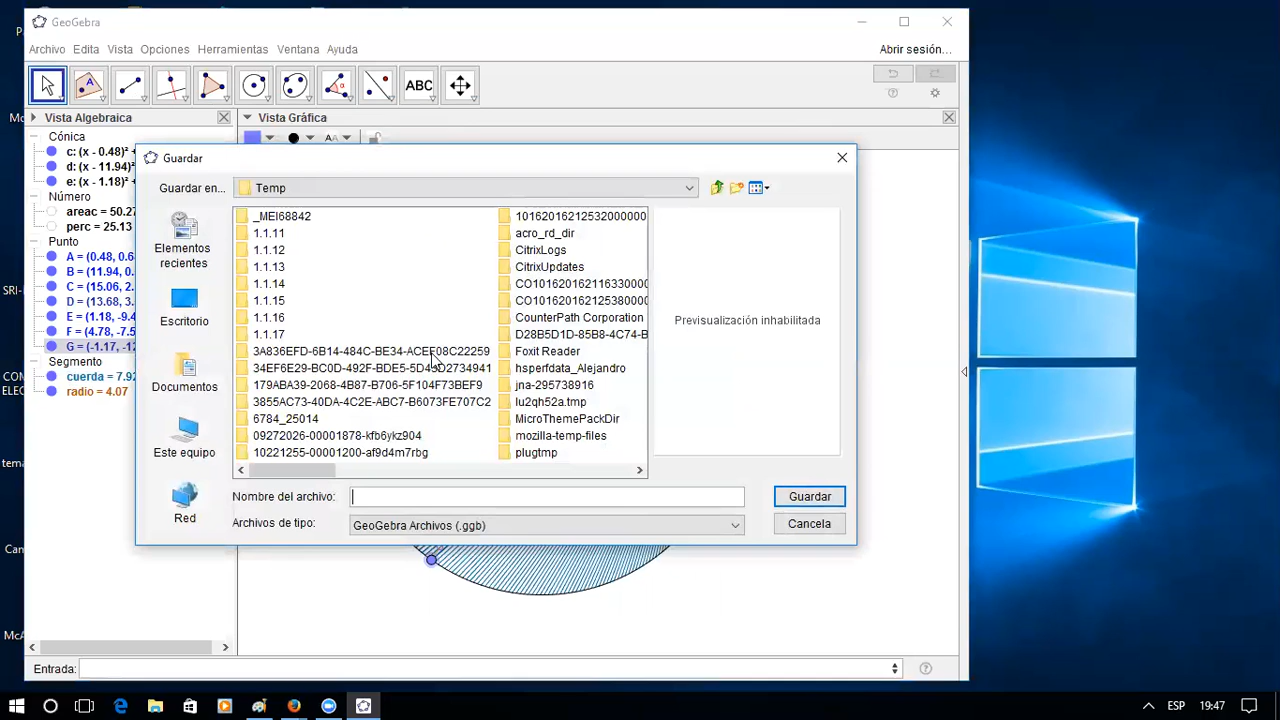 GeoGebra
Archivo Edita Vista Opciones Herramientas Ventana Ayuda
Abrir sesión...
ABC
Vista Algebraica
Vista Gráfica
Cónica
c: (x - 0.48)² +
d: (x - 11.94)²
e: (x - 1.18)² +
Número
areac = 50.27
perc = 25.13
Punto
A = (0.48, 0.6
B = (11.94, 
C = (15.06, 2.
D = (13.68, 3.
E = (1.18, -9.4
F = (4.78, -7.5
G = (-1.17, -12
Segmento
cuerda = 7.92
radio = 4.07
Guardar
Guardar en...
Temp
Elementos recientes
Escritorio
Documentos
Este equipo
Red
_MEI68842
1.1.11
1.1.12
1.1.13
1.1.14
1.1.15
1.1.16
1.1.17
3A836EFD-6B14-484C-BE34-ACEE08C22259
34EF6E29-BC0D-492F-BDE5-5D45D2734941
179ABA39-2068-4B87-B706-5F104F73BEF9
3855AC73-40DA-4C2E-ABC7-B6073FE707C2
6784_25014
09272026-00001878-kfb6ykz904
10221255-00001200-af9d4m7rbg
1016201621253200000
acro_rd_dir
CitrixLogs
CitrixUpdates
CO101620162116330000
CO101620162125380000
CounterPath Corporation
D28B5D1D-85B8-4C74-B
Foxit Reader
hsperfdata_Alejandro
jna-295738916
lu2qh52a.tmp
MicroThemePackDir
mozilla-temp-files
plugtmp
Previsualización inhabilitada
Nombre del archivo:
Guardar
Archivos de tipo:
GeoGebra Archivos (.ggb)
Cancela
Entrada:
ESP
19:47